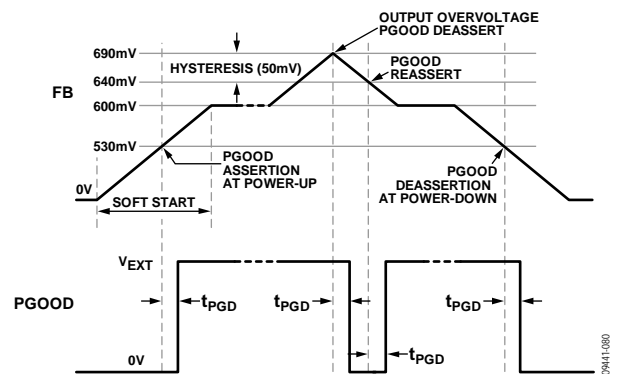 OUTPUT OVERVOLTAGE
PGOOD DEASSERT
690mV
HYSTERESIS (50mV)
PGOOD
REASSERT
640mV
FB
600mV
530mV
PGOOD
ASSERTION
AT POWER-UP
PGOOD
DEASSERTION
AT POWER-DOWN
0V
SOFT START
VEXT
PGOOD
tPGD
tPGD
tPGD
tPGD
0V
09441-080